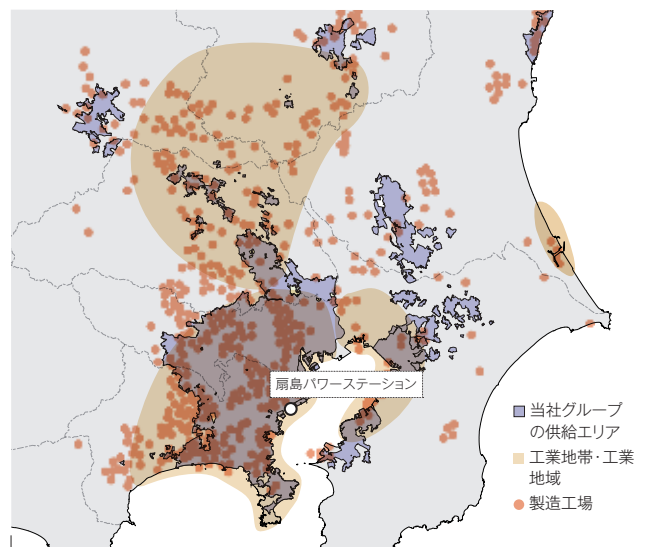 扇島パワーステーション
当社グループ
の供給エリア
工業地帯・工業
地域
製造工場